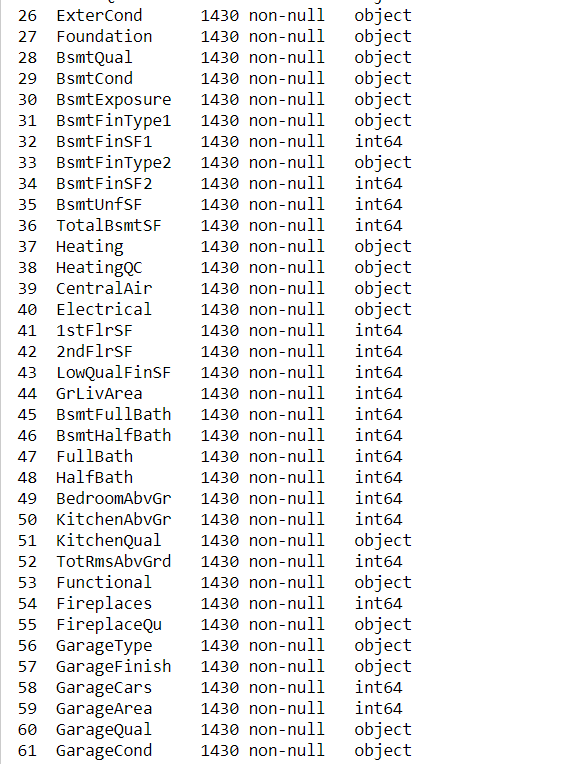 26  ExterCond      1430 non-null   object
27  Foundation     1430 non-null   object
28  BsmtQual       1430 non-null   object
29  BsmtCond       1430 non-null   object
30  BsmtExposure   1430 non-null   object
31  BsmtFinType1   1430 non-null   object
32  BsmtFinSF1     1430 non-null   int64
33  BsmtFinType2   1430 non-null   object
34  BsmtFinSF2     1430 non-null   int64
35  BsmtUnfSF      1430 non-null   int64
36  TotalBsmtSF    1430 non-null   int64
37  Heating        1430 non-null   object
38  HeatingQC      1430 non-null   object
39  CentralAir     1430 non-null   object
40  Electrical     1430 non-null   object
41  1stFlrSF       1430 non-null   int64
42  2ndFlrSF       1430 non-null   int64
43  LowQualFinSF   1430 non-null   int64
44  GrLivArea      1430 non-null   int64
45  BsmtFullBath   1430 non-null   int64
46  BsmtHalfBath   1430 non-null   int64
47  FullBath       1430 non-null   int64
48  HalfBath       1430 non-null   int64
49  BedroomAbvGr   1430 non-null   int64
50  KitchenAbvGr   1430 non-null   int64
51  KitchenQual    1430 non-null   object
52  TotRmsAbvGrd   1430 non-null   int64
53  Functional     1430 non-null   object
54  Fireplaces     1430 non-null   int64
55  FireplaceQu    1430 non-null   object
56  GarageType     1430 non-null   object
57  GarageFinish   1430 non-null   object
58  GarageCars     1430 non-null   int64
59  GarageArea     1430 non-null   int64
60  GarageQual     1430 non-null   object
61  GarageCond     1430 non-null   object